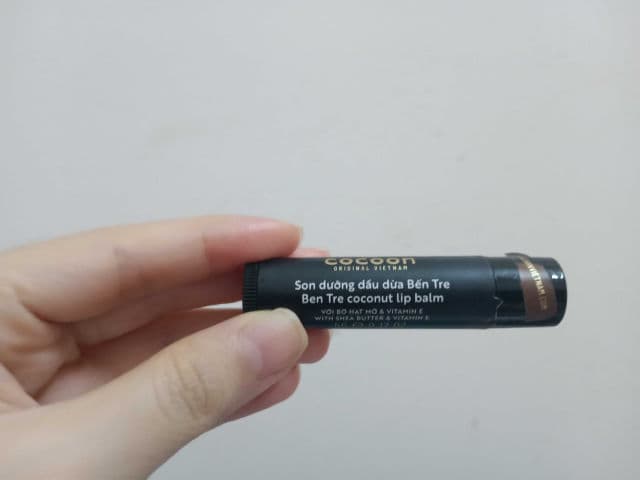 cocoon
ORIGINAL VIETNAM
Son dưỡng dầu dừa Bến Tre
Ben Tre coconut lip balm
VỚI BƠ HẠT MỠ & VITAMIN E
WITH SHEA BUTTER & VITAMIN E